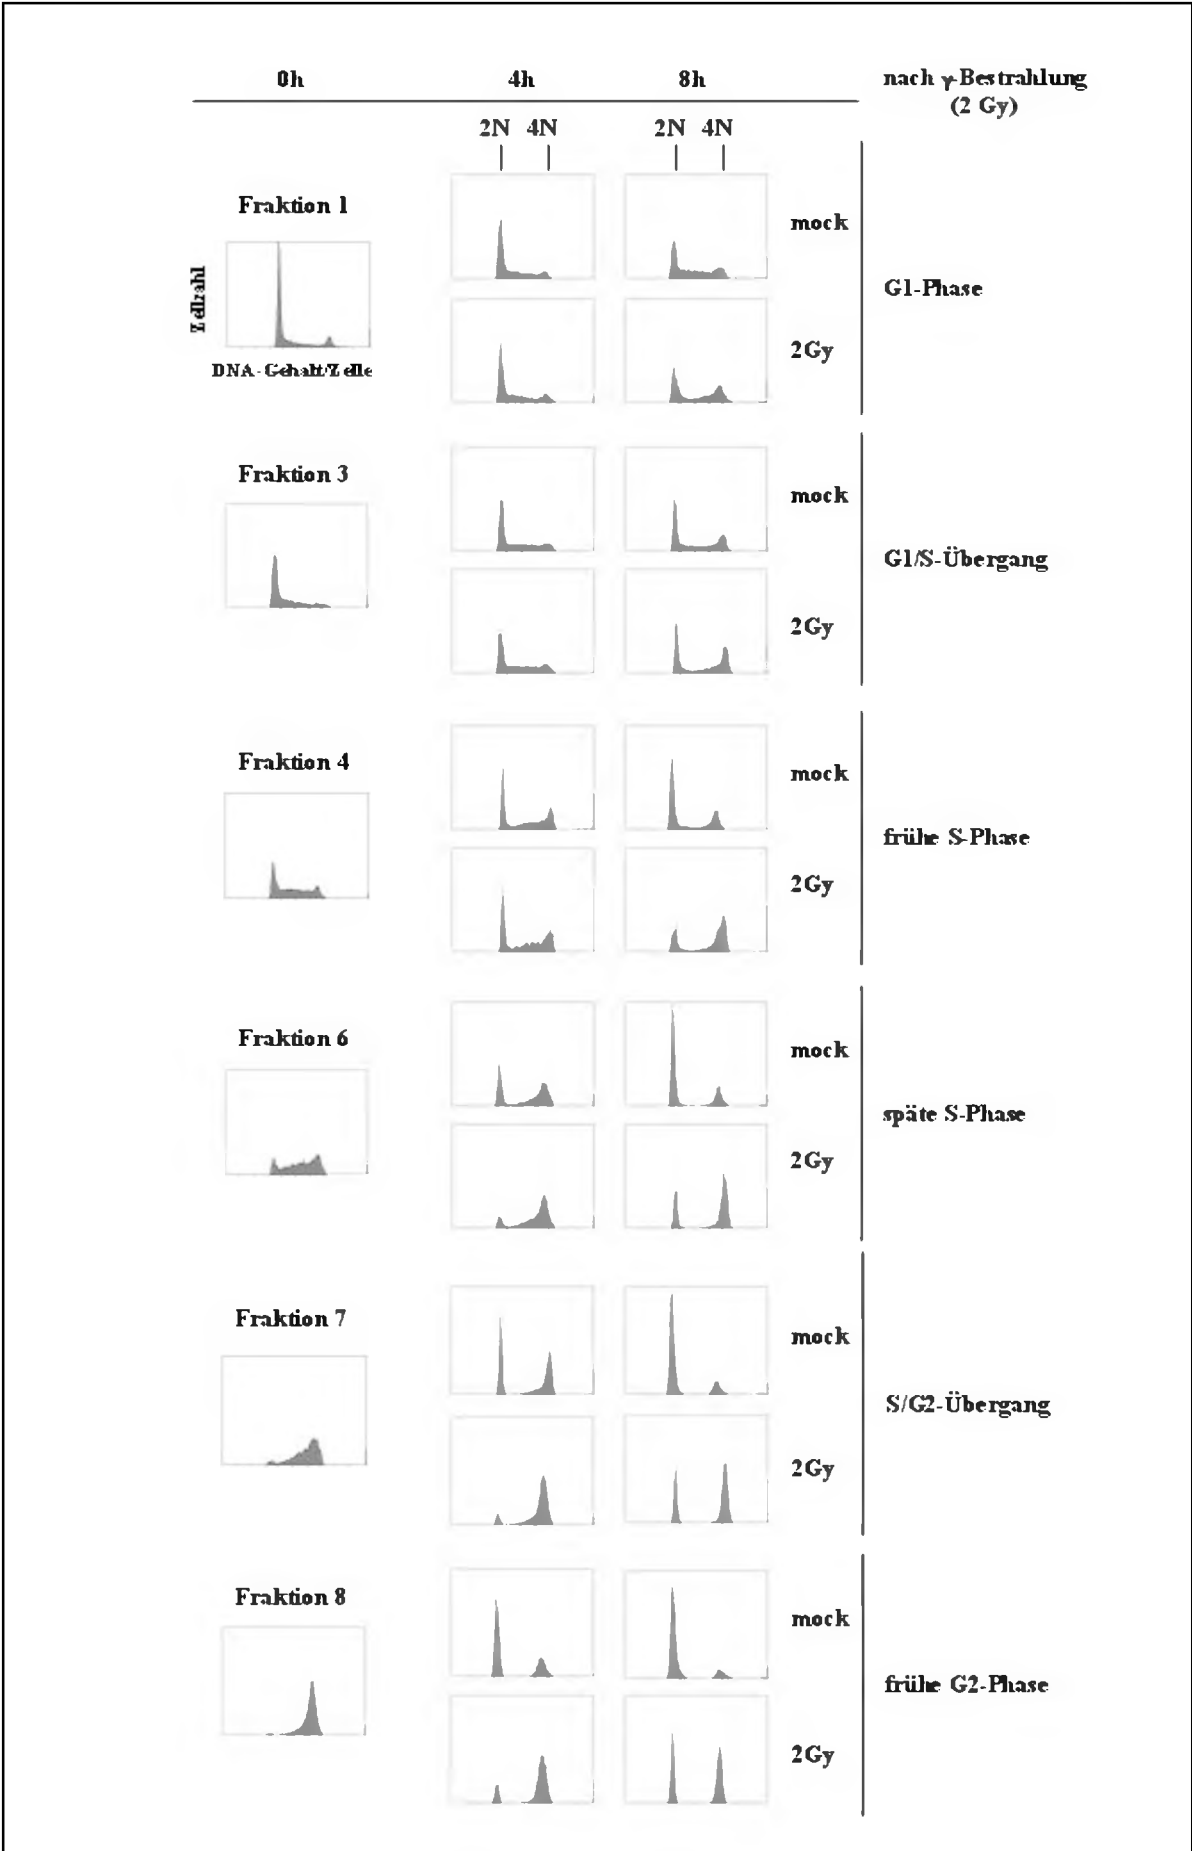 0h 4h 8h nach γ-Bestrahlung
(2 Gy)
2N 4N 2N 4N
Fraktion 1
Zellzahl
DNA-Gehalt/Zelle
mock
2Gy
G1-Phase
Fraktion 3
mock
2Gy
G1/S-Übergang
Fraktion 4
mock
2Gy
frühe S-Phase
Fraktion 6
mock
2Gy
späte S-Phase
Fraktion 7
mock
2Gy
S/G2-Übergang
Fraktion 8
mock
2Gy
frühe G2-Phase